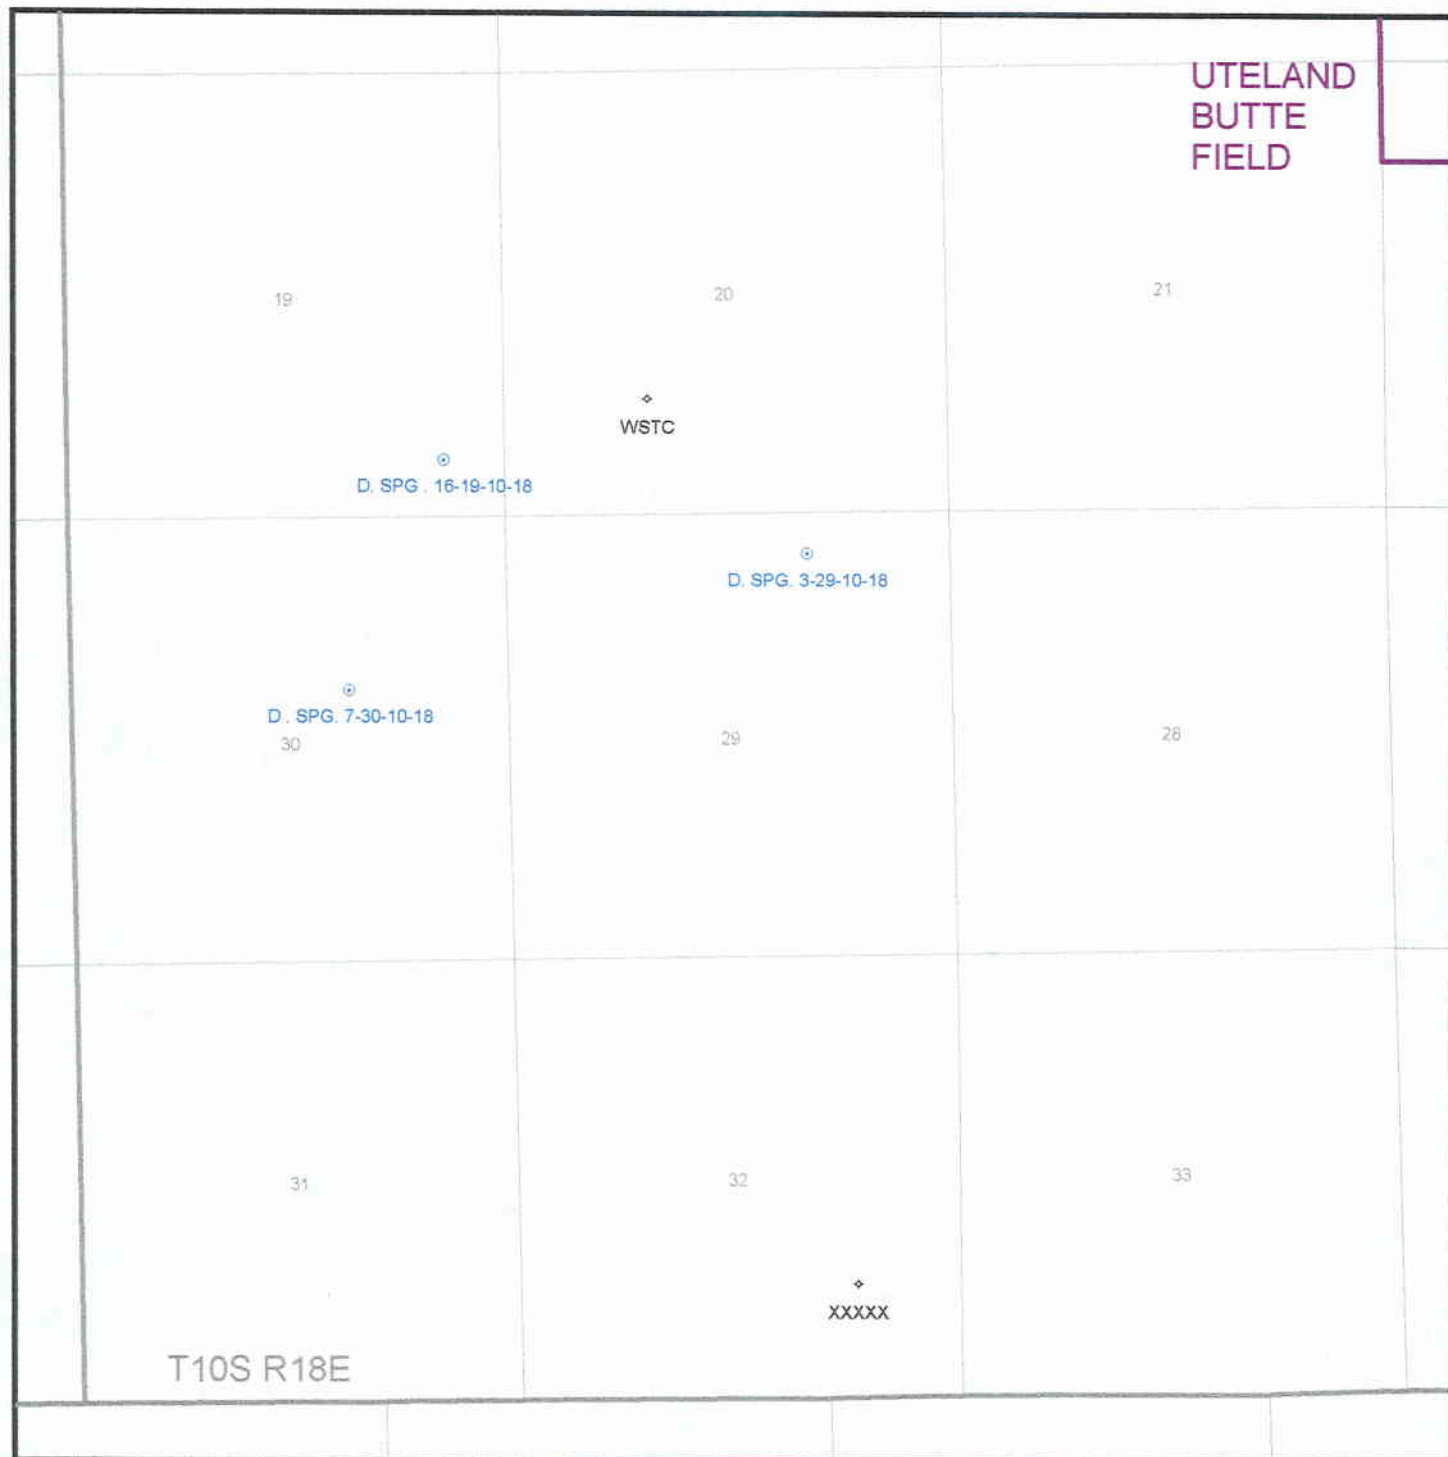 UTELAND
BUTTE
FIELD
19
20
21
WSTC
D. SPG . 16-19-10-18
D. SPG. 3-29-10-18
D . SPG. 7-30-10-18
30
29
28
31
32
33
XXXXX
T10S R18E